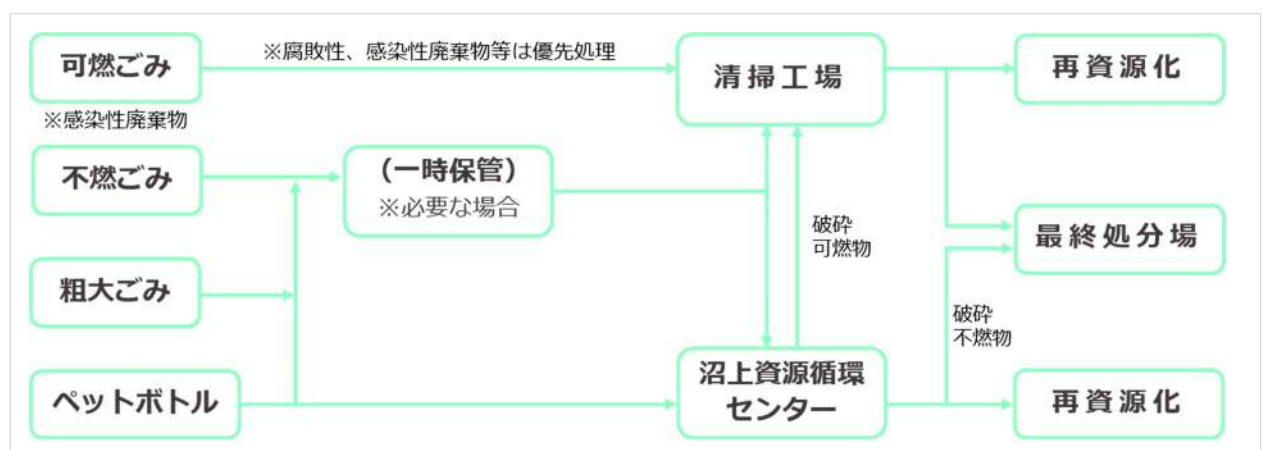 可燃ごみ
※腐敗性、感染性廃棄物等は優先処理
清掃工場
再資源化
※感染性廃棄物
不燃ごみ
(一時保管)
※必要な場合
破砕
可燃物
最終処分場
粗大ごみ
破砕
不燃物
ペットボトル
沼上資源循環
センター
再資源化